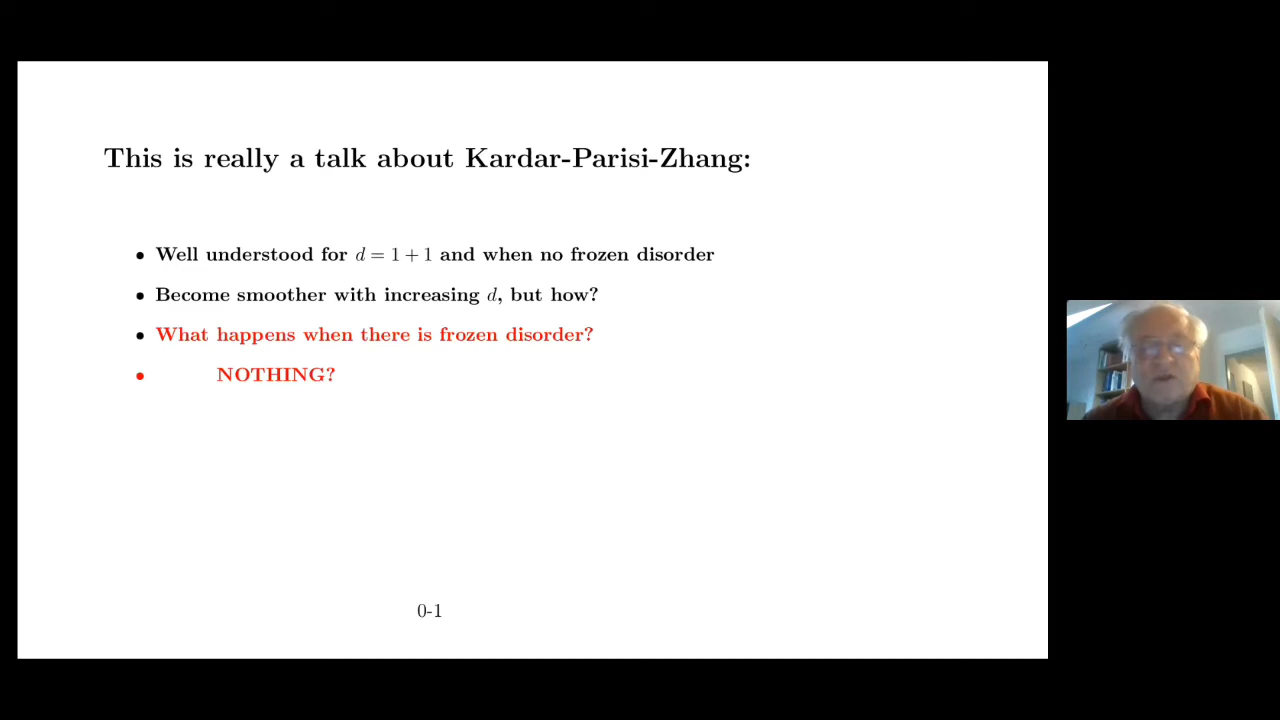 This is really a talk about Kardar-Parisi-Zhang:
• Well understood for d = 1 + 1 and when no frozen disorder
• Become smoother with increasing d, but how?
• What happens when there is frozen disorder?
• NOTHING?
0-1